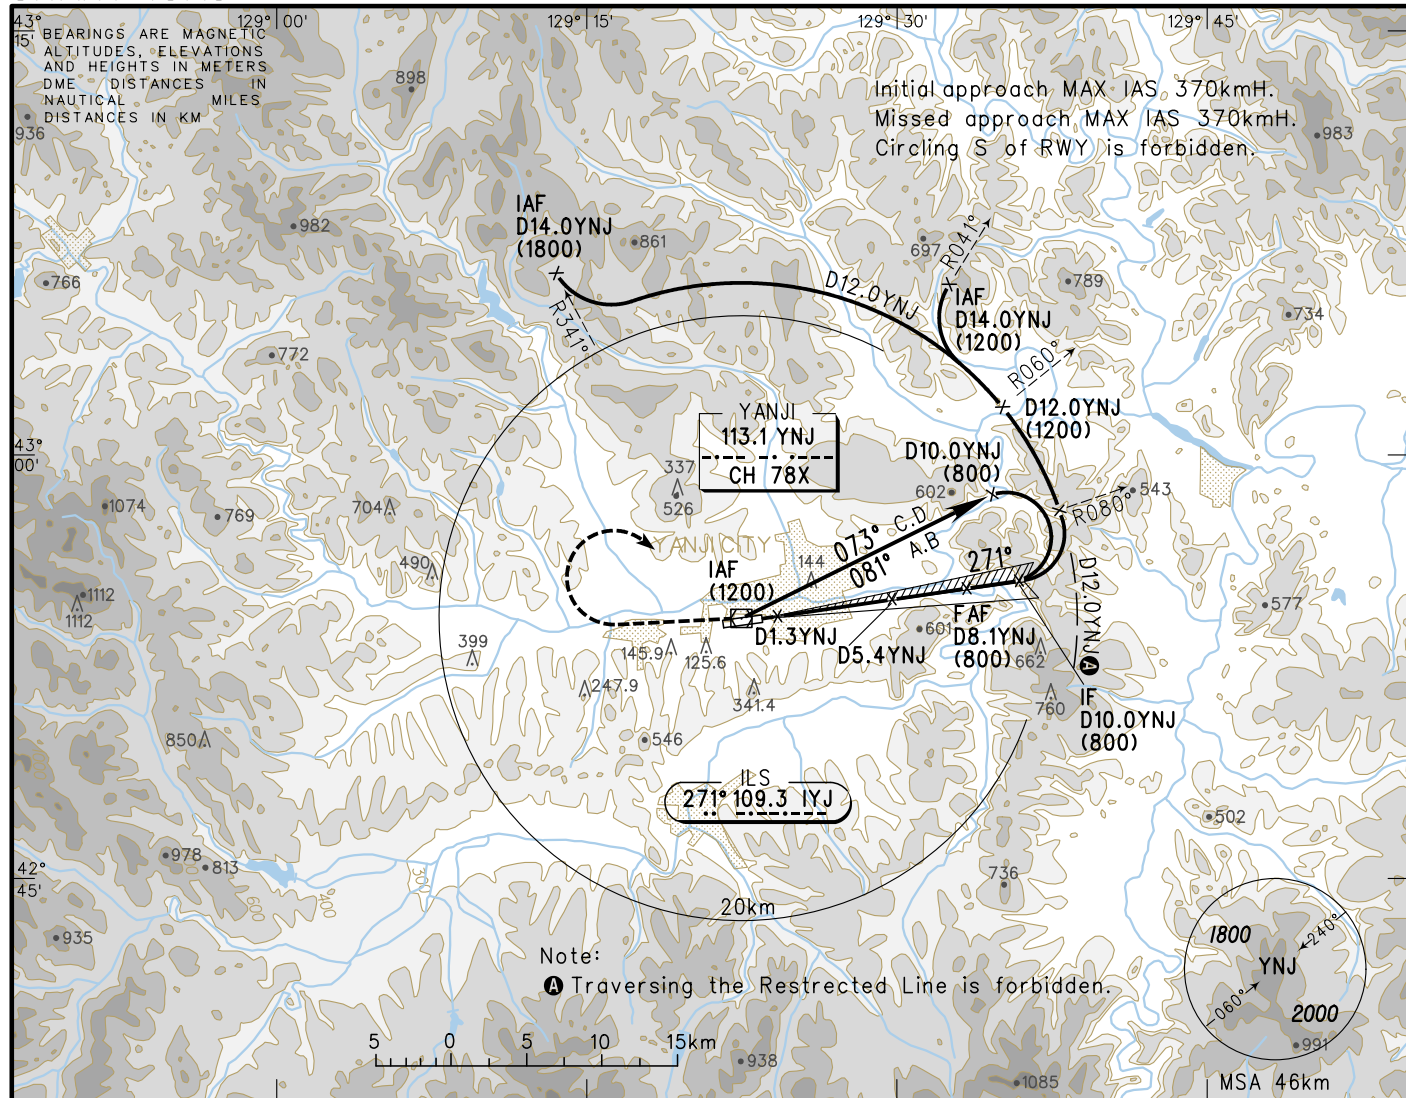 43°
15'
129° 00'
129° 15'
129° 30'
129° 45'
BEARINGS ARE MAGNETIC
ALTITUDES, ELEVATIONS
AND HEIGHTS IN METERS
DME DISTANCES IN
NAUTICAL MILES
DISTANCES IN KM
Initial approach MAX IAS 370kmH.
Missed approach MAX IAS 370kmH.
Circling S of RWY is forbidden.
898
936
983
982
766
861
697
789
734
772
IAF
D14.0YNJ
(1800)
R341°
D12.0YNJ
R041°
IAF
D14.0YNJ
(1200)
R060°
D12.0YNJ
(1200)
43°
00'
YANJI
113.1 YNJ
CH 78X
D10.0YNJ
(800)
337
526
602
543
R080°
1074
769
704
490
1112
1112
YANJI CITY
144
073° C.D
081° A.B
271°
IAF
(1200)
D1.3YNJ
D5.4YNJ
601
FAF
D8.1YNJ
(800)
662
D12.0YNJ
A
577
399
145.9
125.6
247.9
341.4
760
IF
D10.0YNJ
(800)
850
546
ILS
271° 109.3 IYJ
502
978
813
42°
45'
300
600
400
736
20km
935
Note:
A Traversing the Restrected Line is forbidden.
1800
240°
YNJ
060°
2000
991
5 0 5 10 15km
938
1085
MSA 46km